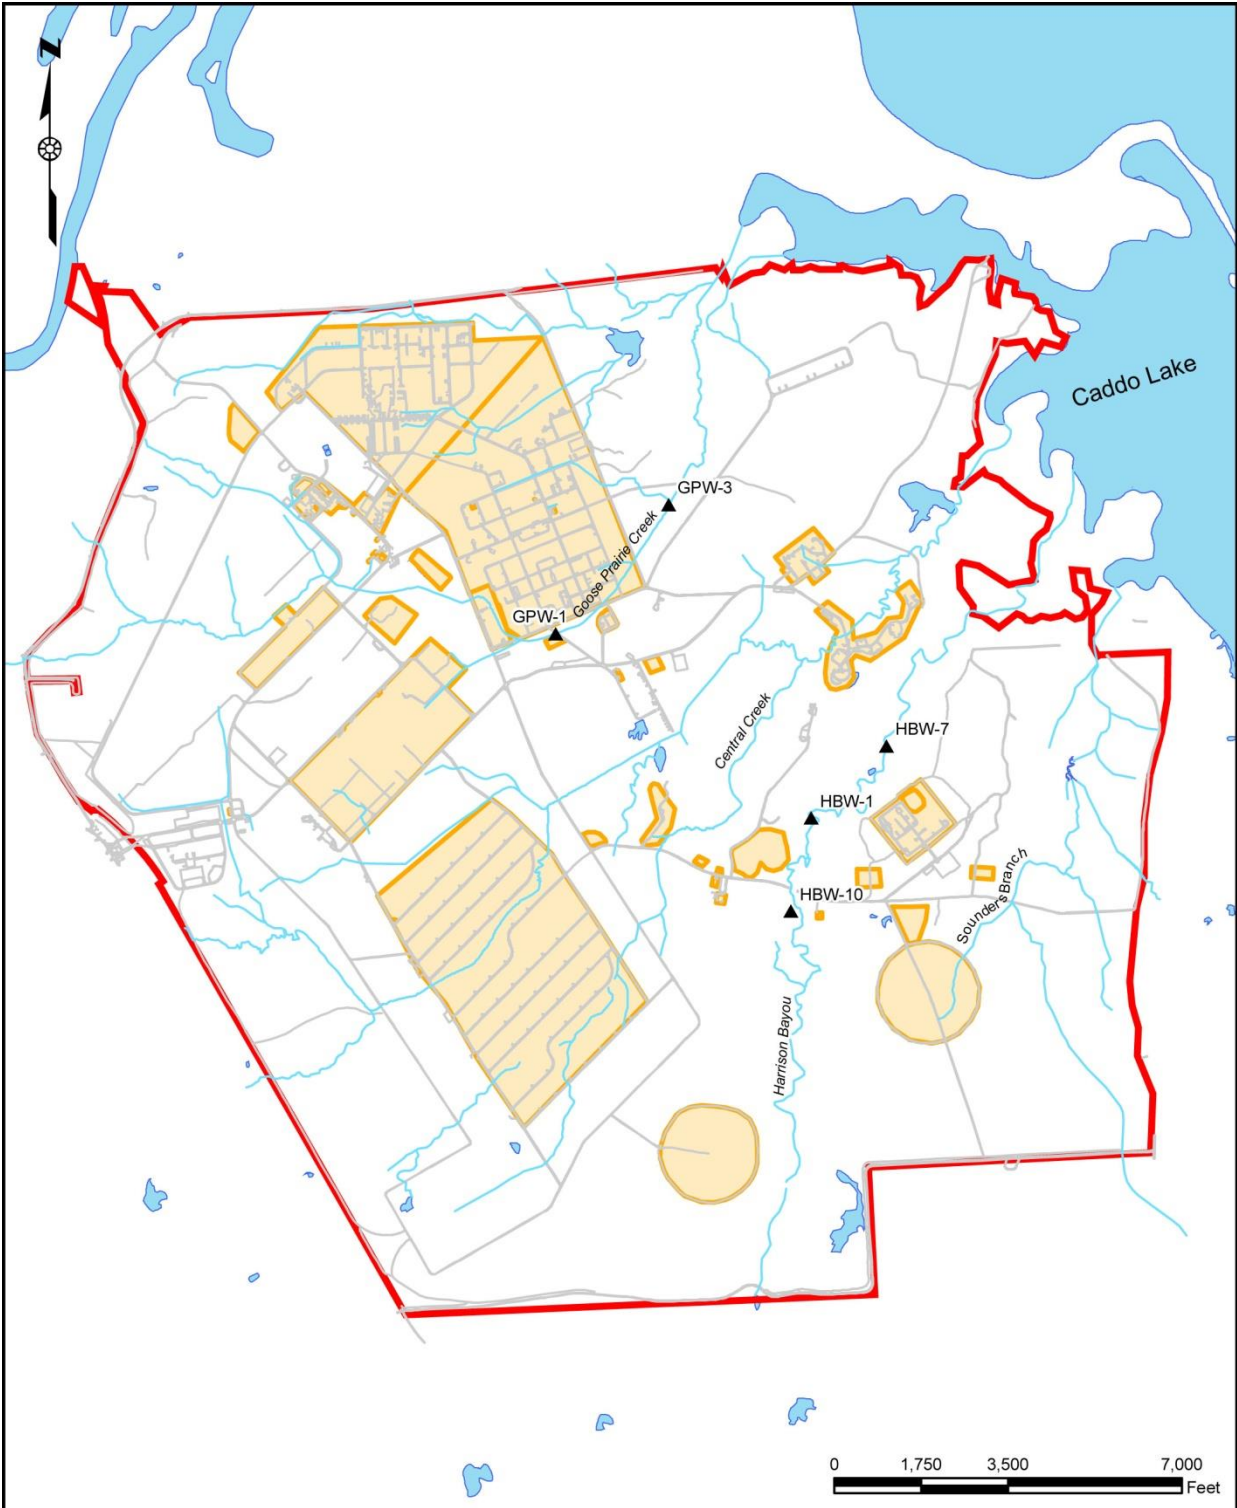 N
Caddo Lake
GPW-3
Goose Prairie Creek
GPW-1
Central Creek
HBW-7
HBW-1
HBW-10
Sounders Branch
Harrison Bayou
0 1,750 3,500 7,000
Feet